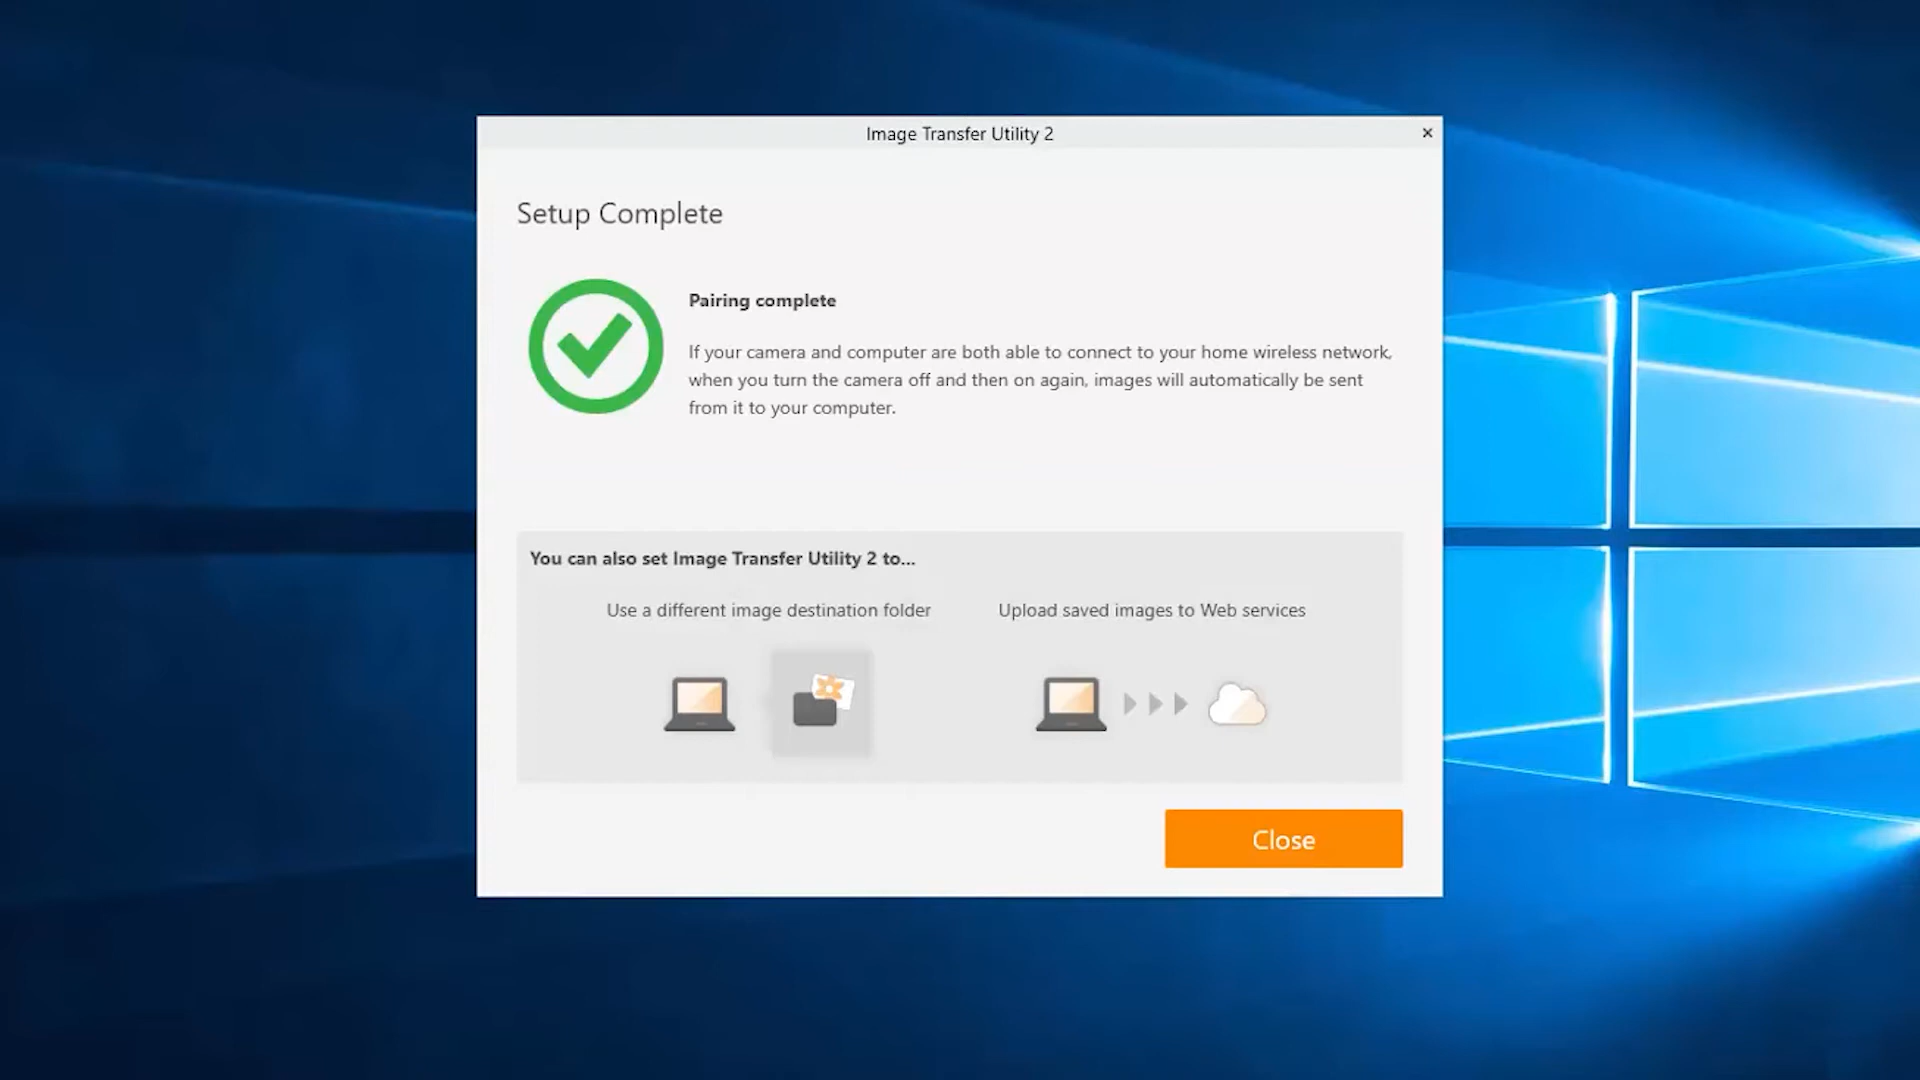 Image Transfer Utility 2
×
Setup Complete
Pairing complete
If your camera and computer are both able to connect to your home wireless network,
when you turn the camera off and then on again, images will automatically be sent
from it to your computer.
You can also set Image Transfer Utility 2 to...
Use a different image destination folder
Upload saved images to Web services
Close